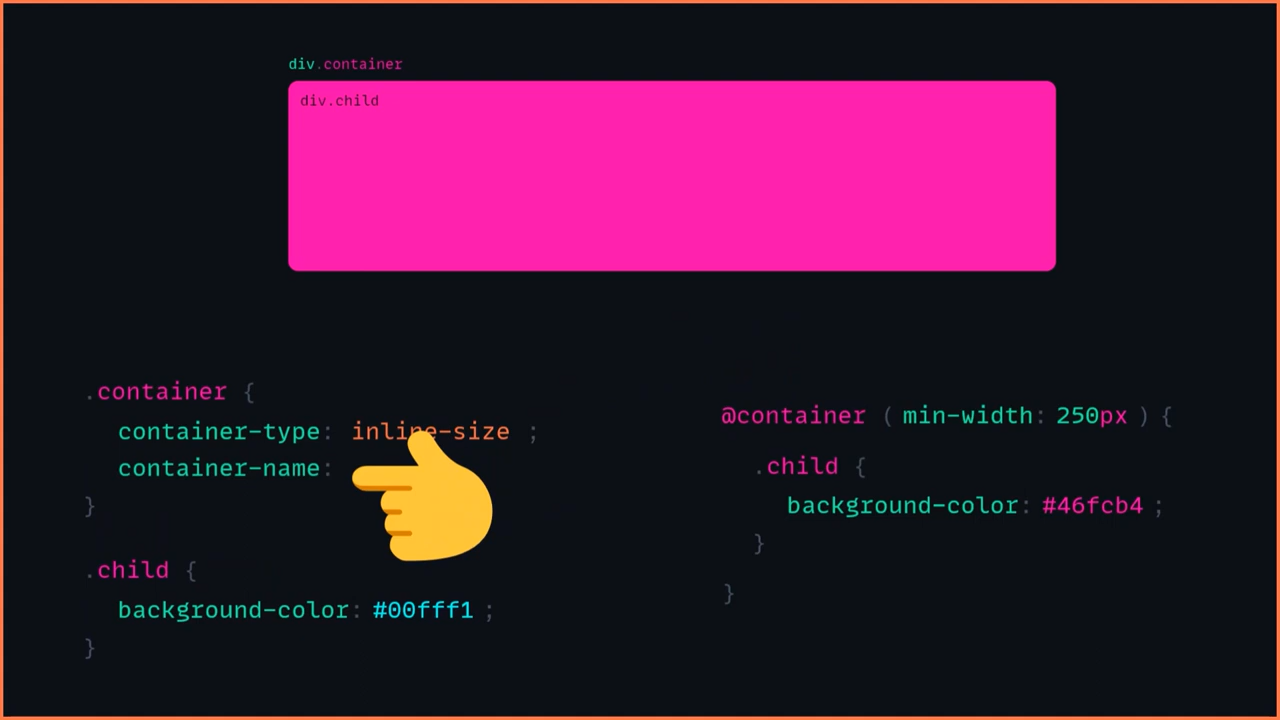 div.container
div.child
.container {
container-type: inline-size ;
container-name:
}
.child {
background-color: #00fff1 ;
}
@container ( min-width: 250px ) {
.child {
background-color: #46fcb4 ;
}
}